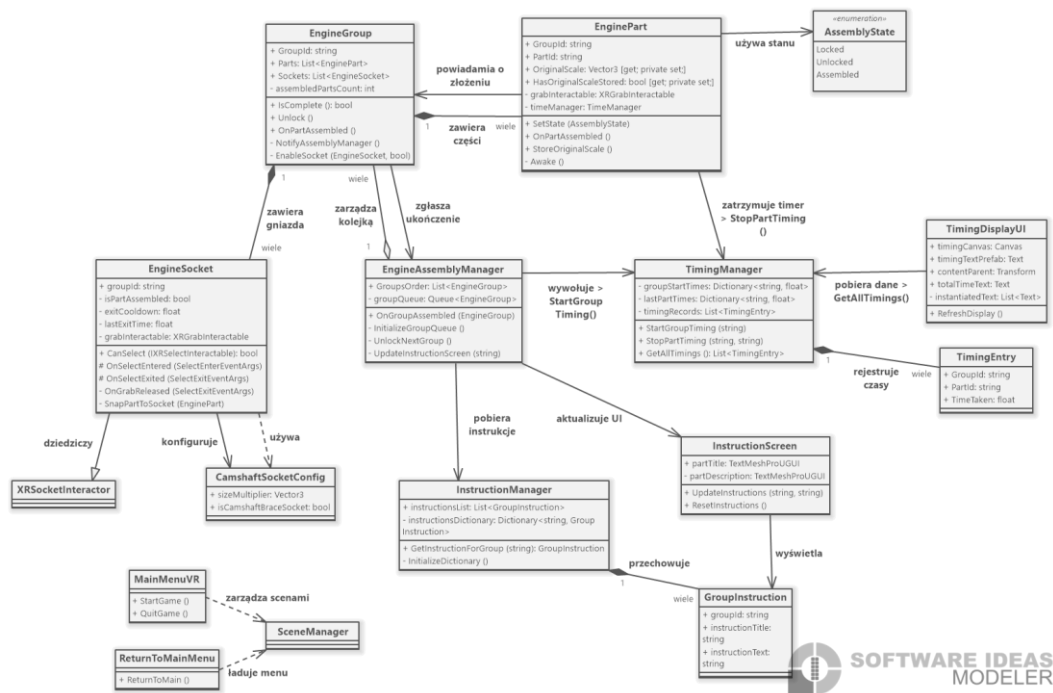 EngineGroup
+ GroupId: string
+ Parts: List<EnginePart>
+ Sockets: List<EngineSocket>
- assembledPartsCount: int
+ IsComplete (): bool
+ Unlock ()
+ OnPartAssembled ()
- NotifyAssemblyManager ()
- EnableSocket (EngineSocket, bool)
powiadamia o
złożeniu
1
zawiera
części
wiele
EnginePart
+ GroupId: string
+ PartId: string
+ OriginalScale: Vector3 [get; private set;]
+ HasOriginalScaleStored: bool [get; private set;]
- grabInteractable: XRGrabInteractable
- timeManager: TimeManager
+ SetState (AssemblyState)
+ OnPartAssembled ()
+ StoreOriginalScale ()
- Awake ()
używa stanu
«enumeration»
AssemblyState
Locked
Unlocked
Assembled
1
zawiera
gniazda
wiele
wiele
zarządza
kolejką
1
zgłasza
ukończenie
zatrzymuje timer
> StopPartTiming
()
EngineSocket
+ groupId: string
- isPartAssembled: bool
- exitCooldown: float
- lastExitTime: float
- grabInteractable: XRGrabInteractable
+ CanSelect (IXRSelectInteractable): bool
# OnSelectEntered (SelectEnterEventArgs)
# OnSelectExited (SelectExitEventArgs)
- OnGrabReleased (SelectExitEventArgs)
- SnapPartToSocket (EnginePart)
EngineAssemblyManager
+ GroupsOrder: List<EngineGroup>
- groupQueue: Queue<EngineGroup>
+ OnGroupAssembled (EngineGroup)
- InitializeGroupQueue ()
- UnlockNextGroup ()
- UpdateInstructionScreen (string)
wywołuje >
StartGroup
Timing()
TimingManager
- groupStartTimes: Dictionary<string, float>
- lastPartTimes: Dictionary<string, float>
- timingRecords: List<TimingEntry>
+ StartGroupTiming (string)
+ StopPartTiming (string, string)
+ GetAllTimings (): List<TimingEntry>
pobiera dane >
GetAllTimings()
TimingDisplayUI
+ timingCanvas: Canvas
+ timingTextPrefab: Text
+ contentParent: Transform
+ totalTimeText: Text
- instantiatedText: List<Text>
+ RefreshDisplay ()
1
rejestruje
czasy
wiele
TimingEntry
+ GroupId: string
+ PartId: string
+ TimeTaken: float
dziedziczy
konfiguruje
używa
pobiera
instrukcje
aktualizuje UI
XRSocketInteractor
CamshaftSocketConfig
+ sizeMultiplier: Vector3
+ isCamshaftBraceSocket: bool
InstructionManager
+ instructionsList: List<GroupInstruction>
- instructionsDictionary: Dictionary<string, Group
Instruction>
+ GetInstructionForGroup (string): GroupInstruction
- InitializeDictionary ()
InstructionScreen
+ partTitle: TextMeshProUGUI
- partDescription: TextMeshProUGUI
+ UpdateInstructions (string, string)
+ ResetInstructions ()
wyświetla
1
przechowuje
wiele
GroupInstruction
+ groupId: string
+ instructionTitle:
string
+ instructionText:
string
MainMenuVR
+ StartGame ()
+ QuitGame ()
zarządza scenami
SceneManager
ReturnToMainMenu
+ ReturnToMain ()
ładuje menu
SOFTWARE IDEAS
MODELER